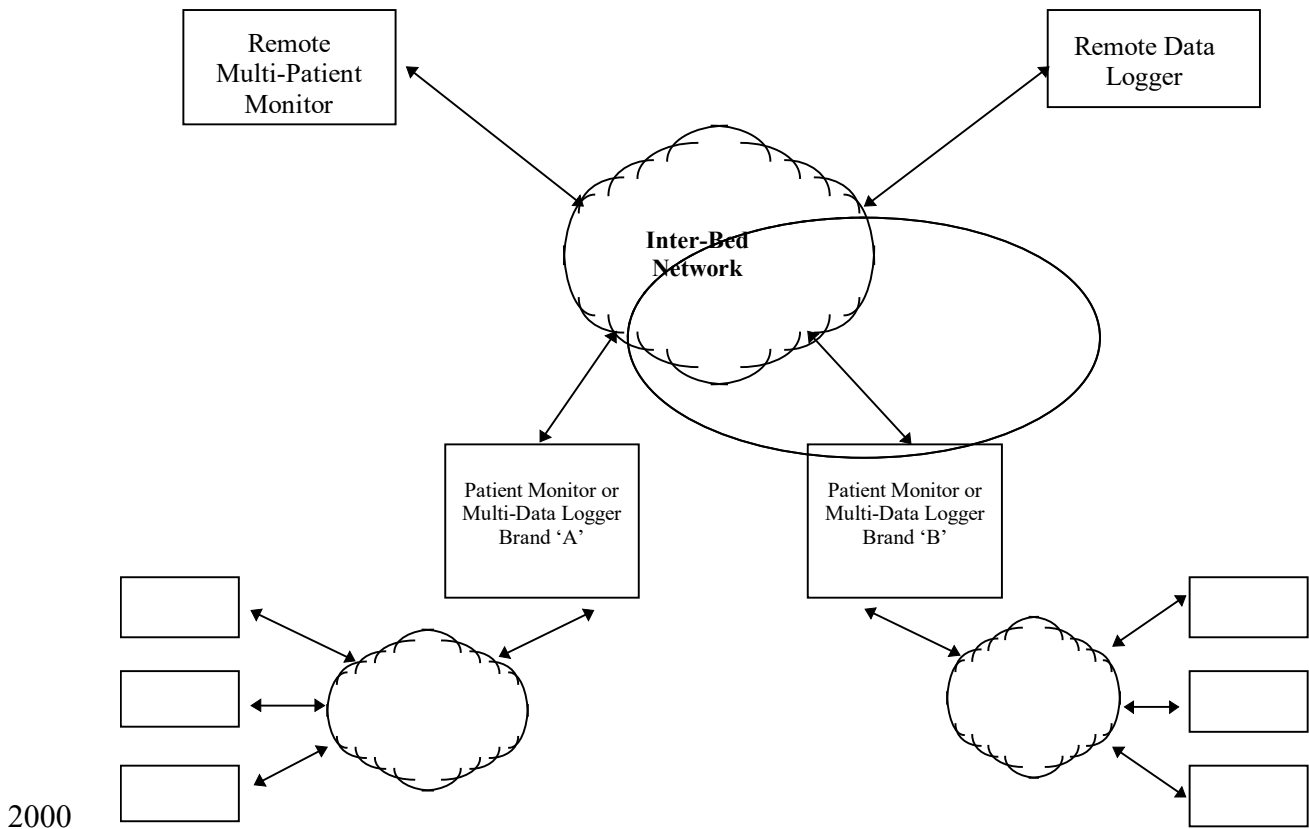 Remote
Multi-Patient
Monitor
Remote Data
Logger
Inter-Bed
Network
Patient Monitor or
Multi-Data Logger
Brand ‘A’
Patient Monitor or
Multi-Data Logger
Brand ‘B’
2000